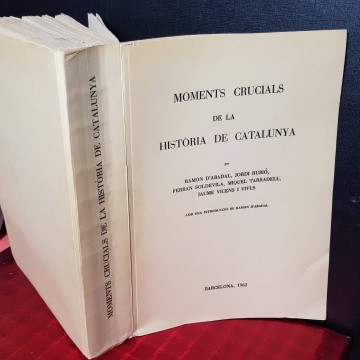 MOMENTS CRUCIALS DE LA HISTÒRIA DE CATALUNYA
MOMENTS CRUCIALS
DE LA
HISTÒRIA DE CATALUNYA
per
RAMON D'ABADAL, JORDI RUBIÓ,
FERRAN SOLDEVILA, MIQUEL TARRADELL,
JAUME VICENS I VIVES
AMB UNA INTRODUCCIÓ DE RAMON D'ABADAL
BARCELONA, 1962